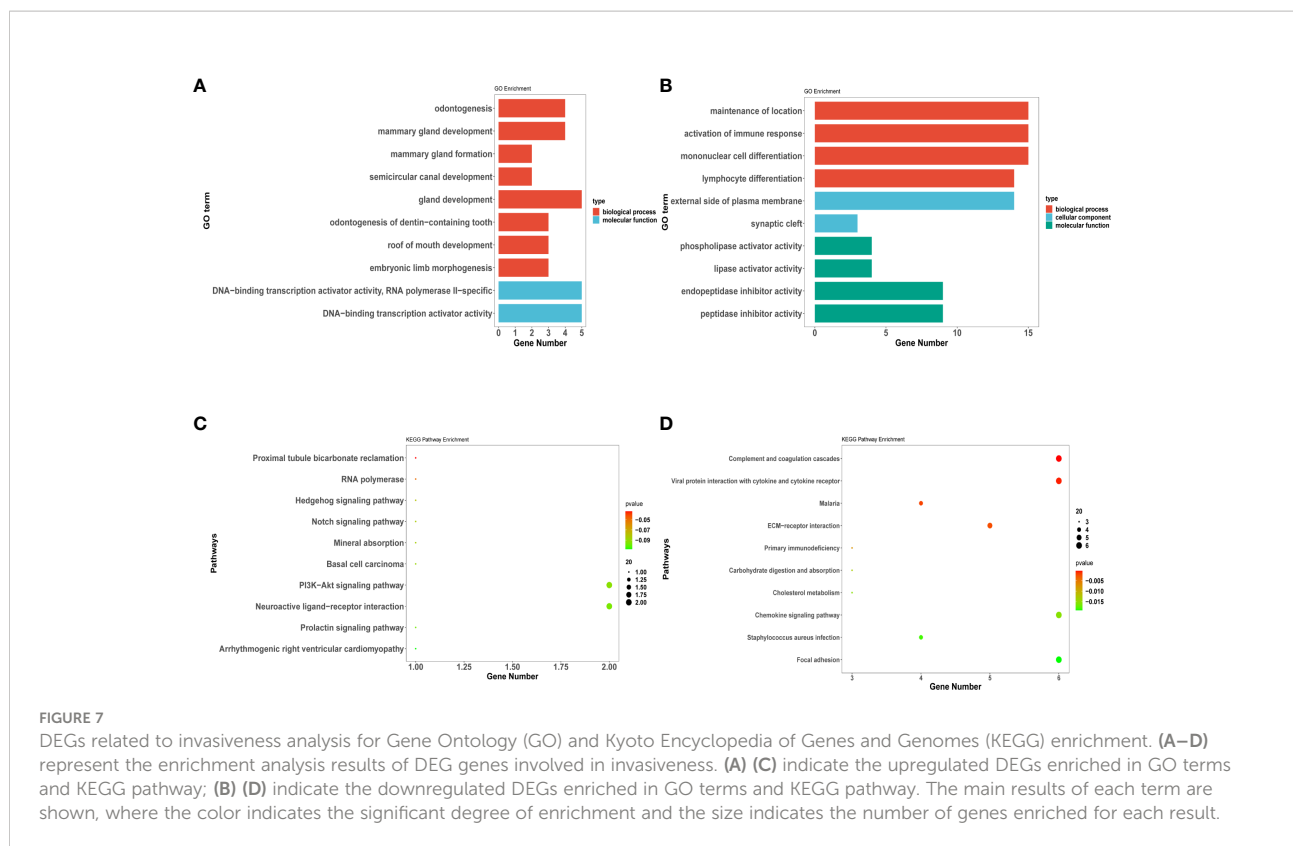 A
GO Enrichment
GO term
odontogenesis
mammary gland development
mammary gland formation
semicircular canal development
gland development
odontogenesis of dentin−containing tooth
roof of mouth development
embryonic limb morphogenesis
DNA−binding transcription activator activity, RNA polymerase II−specific
DNA−binding transcription activator activity
0 1 2 3 4 5
Gene Number
type
biological process
molecular function
B
GO Enrichment
GO term
maintenance of location
activation of immune response
mononuclear cell differentiation
lymphocyte differentiation
external side of plasma membrane
synaptic cleft
phospholipase activator activity
lipase activator activity
endopeptidase inhibitor activity
peptidase inhibitor activity
0 5 10 15
Gene Number
type
biological process
cellular component
molecular function
C
KEGG Pathway Enrichment
Pathways
Proximal tubule bicarbonate reclamation
RNA polymerase
Hedgehog signaling pathway
Notch signaling pathway
Mineral absorption
Basal cell carcinoma
PI3K−Akt signaling pathway
Neuroactive ligand−receptor interaction
Prolactin signaling pathway
Arrhythmogenic right ventricular cardiomyopathy
1.00 1.25 1.50 1.75 2.00
Gene Number
pvalue
−0.05
−0.07
−0.09
20
1.00
1.25
1.50
1.75
2.00
D
KEGG Pathway Enrichment
Pathways
Complement and coagulation cascades
Viral protein interaction with cytokine and cytokine receptor
Malaria
ECM−receptor interaction
Primary immunodeficiency
Carbohydrate digestion and absorption
Cholesterol metabolism
Chemokine signaling pathway
Staphylococcus aureus infection
Focal adhesion
3 4 5 6
Gene Number
20
3
4
5
6
pvalue
−0.005
−0.010
−0.015
FIGURE 7
DEGs related to invasiveness analysis for Gene Ontology (GO) and Kyoto Encyclopedia of Genes and Genomes (KEGG) enrichment. (A–D)
represent the enrichment analysis results of DEG genes involved in invasiveness. (A) (C) indicate the upregulated DEGs enriched in GO terms
and KEGG pathway; (B) (D) indicate the downregulated DEGs enriched in GO terms and KEGG pathway. The main results of each term are
shown, where the color indicates the significant degree of enrichment and the size indicates the number of genes enriched for each result.